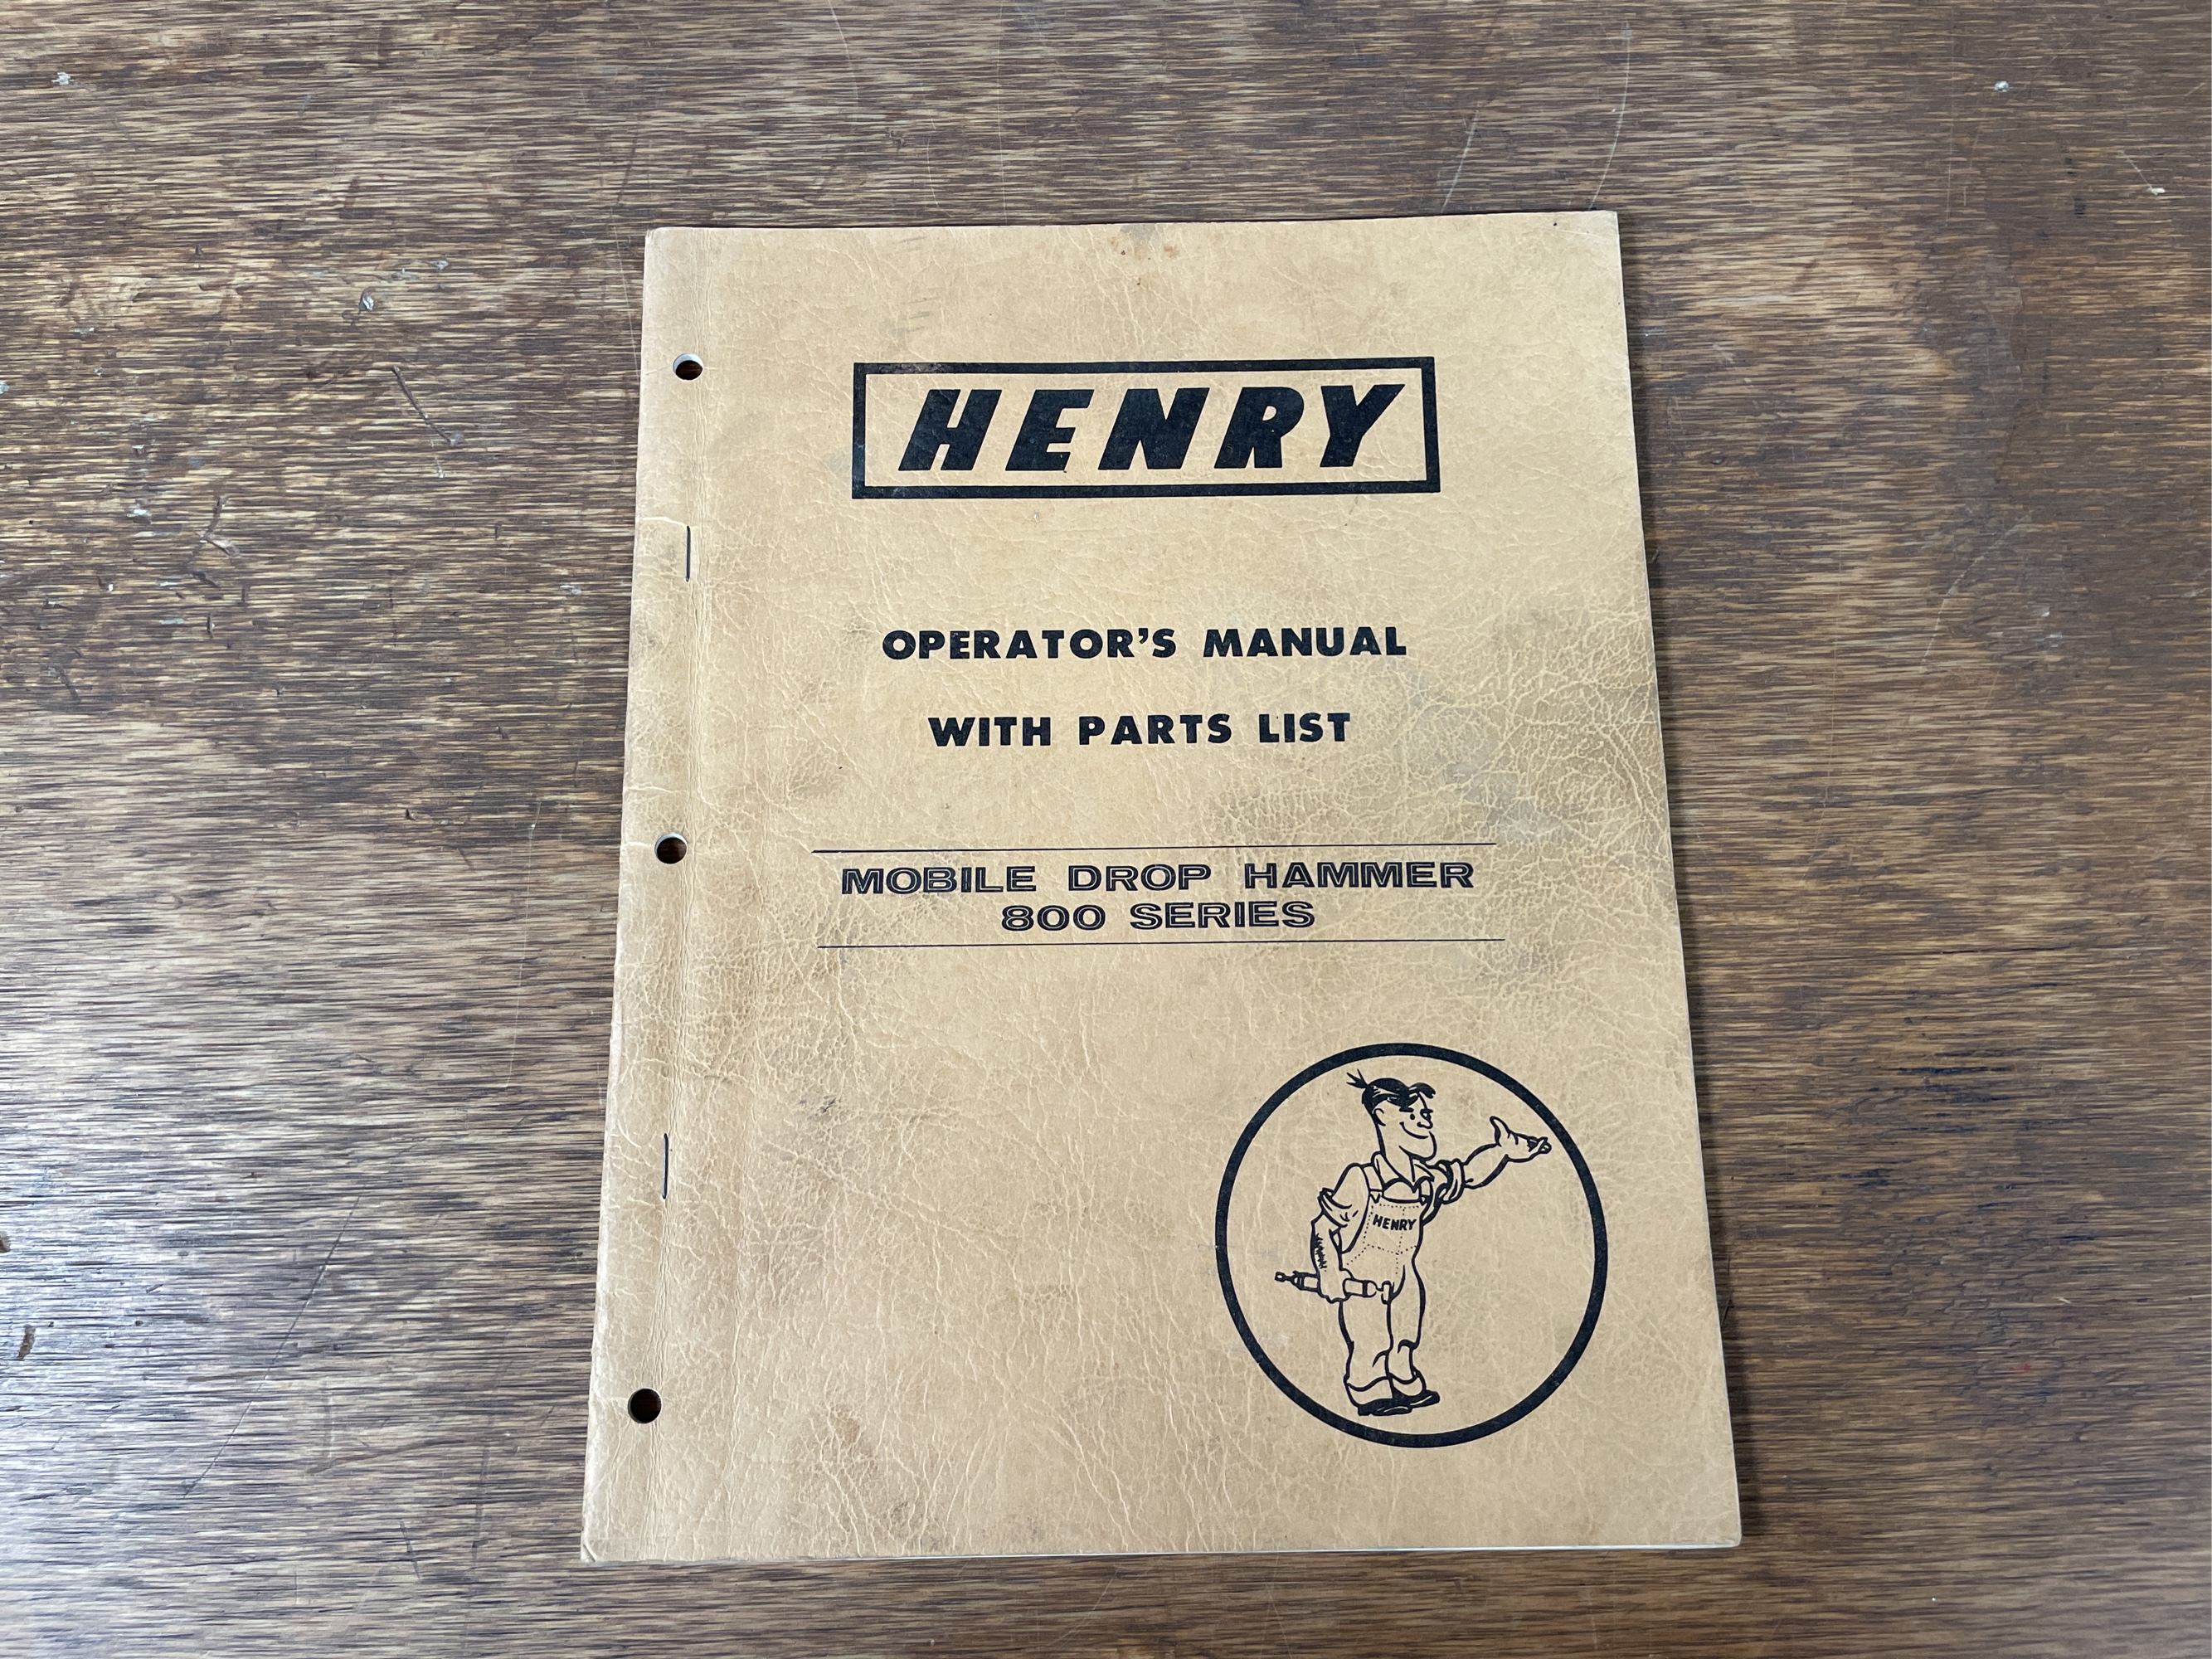 HENRY
OPERATOR'S MANUAL
WITH PARTS LIST
MOBILE DROP HAMMER
800 SERIES
HENRY